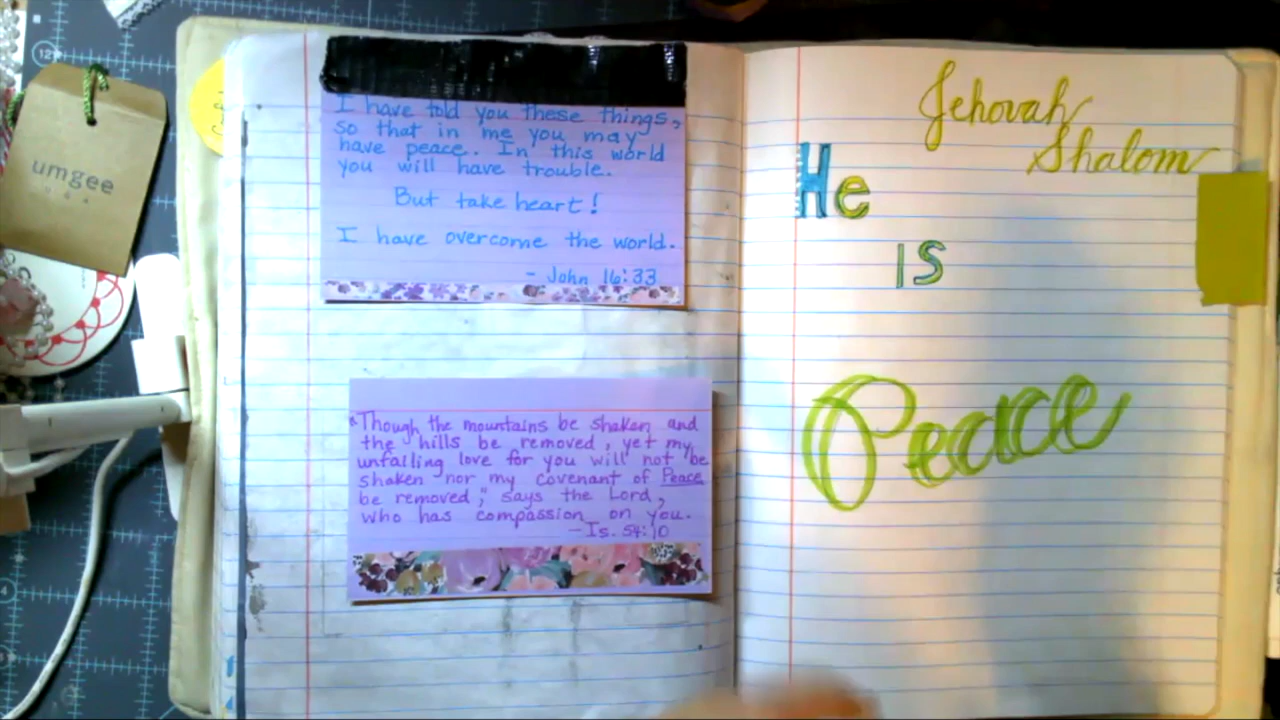 umgee
I have told you these things,
so that in me you may
have peace. In this world
you will have trouble.
But take heart!
I have overcome the world.
- John 16:33
"Though the mountains be shaken and
the hills be removed, yet my
unfailing love for you will not be
shaken nor my covenant of Peace
be removed," says the Lord,
who has compassion on you.
- Is. 54:10
Jehovah
Shalom
He
is
Peace